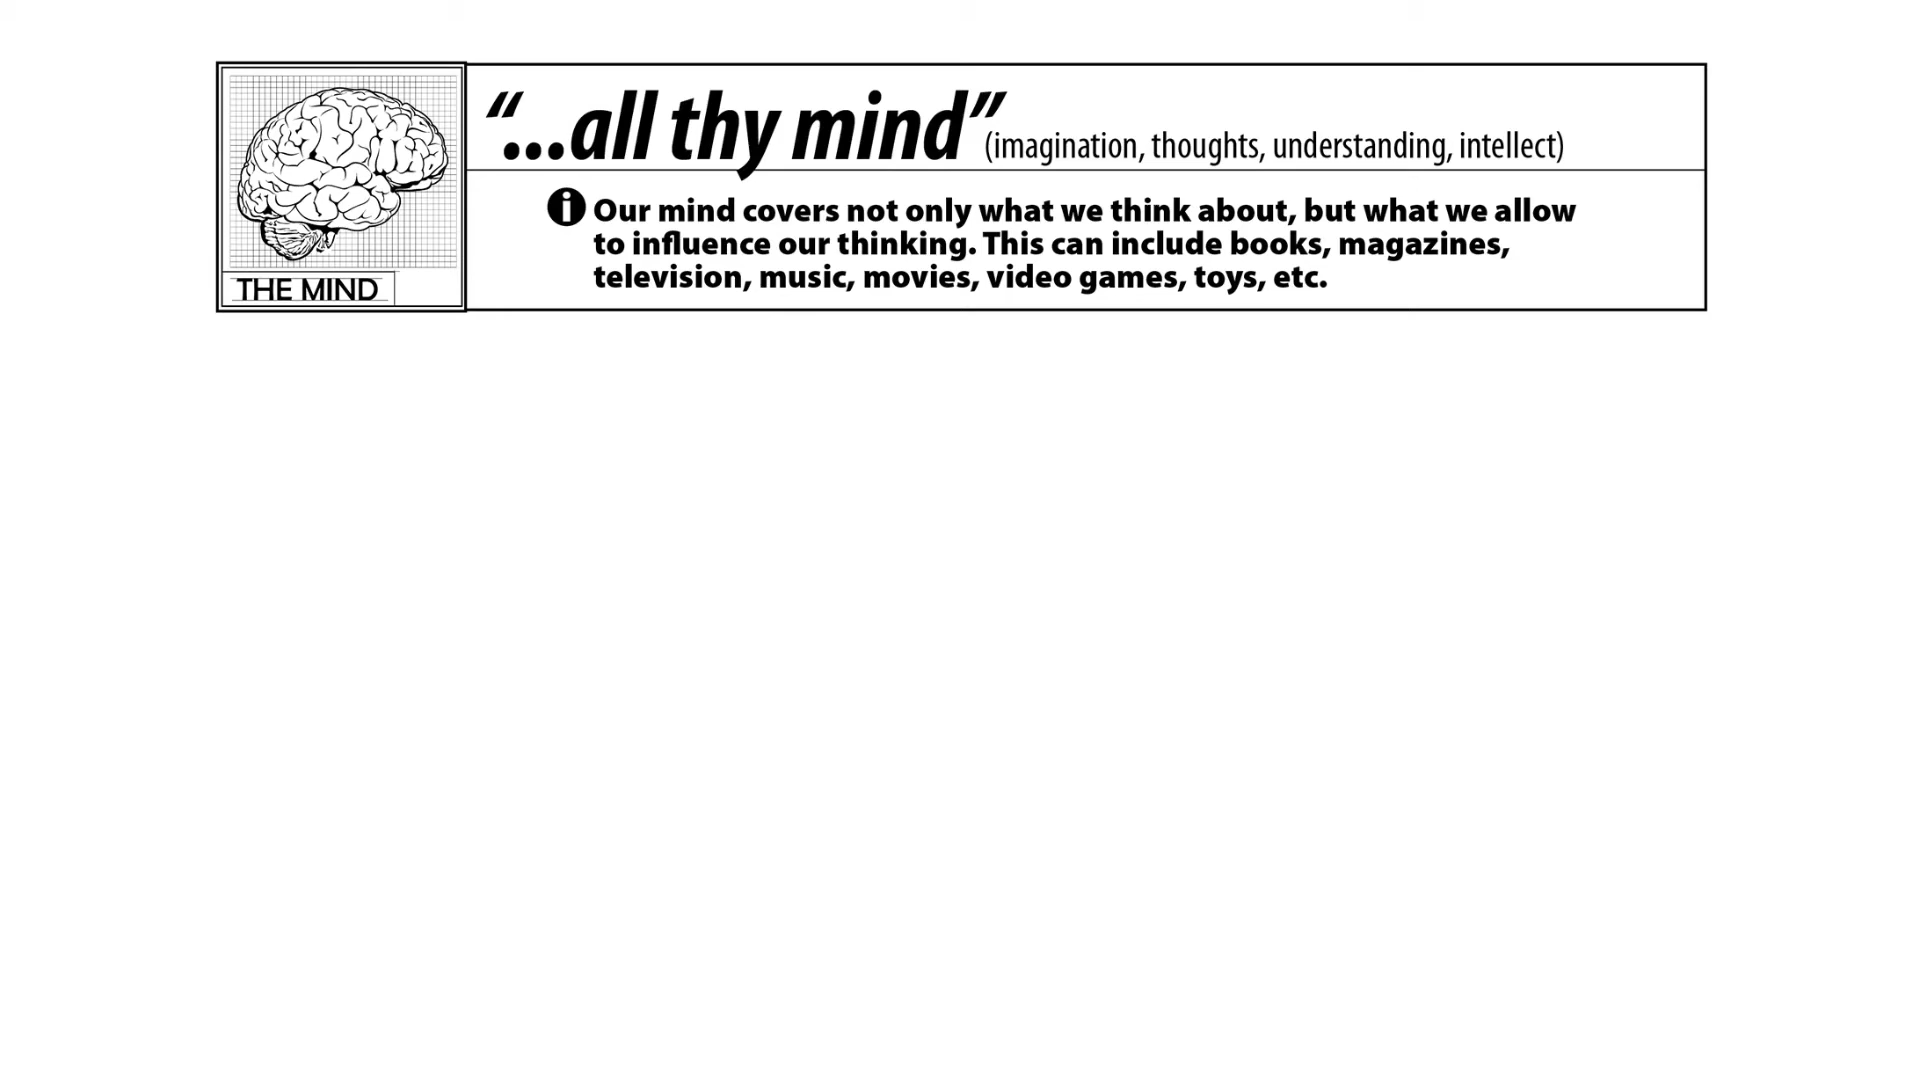 THE MIND
“...all thy mind” (imagination, thoughts, understanding, intellect)
i Our mind covers not only what we think about, but what we allow
to influence our thinking. This can include books, magazines,
television, music, movies, video games, toys, etc.